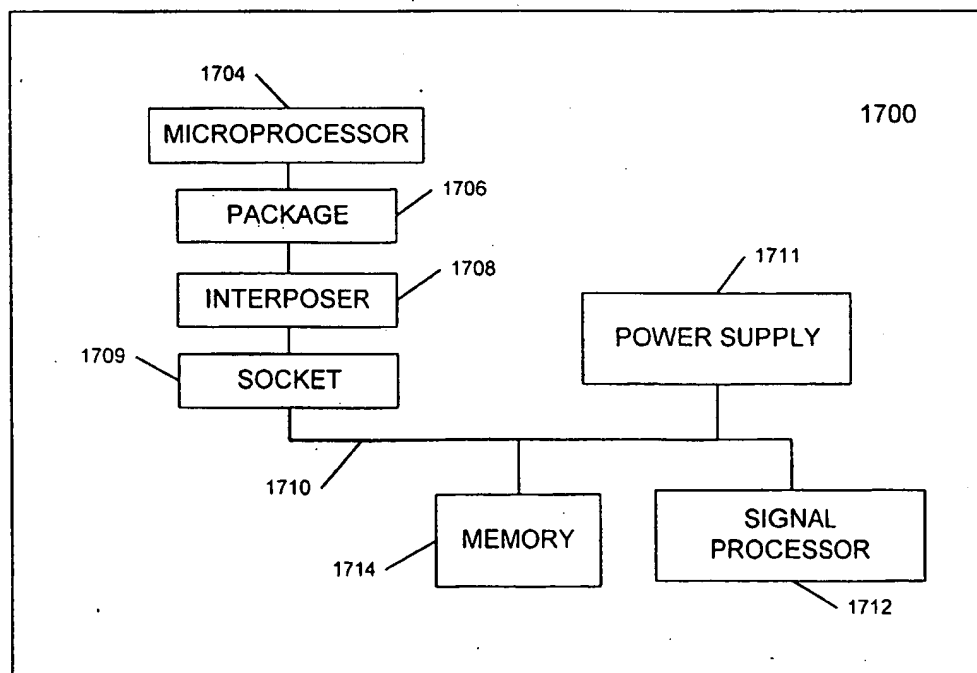 1704
1700
MICROPROCESSOR
PACKAGE
1706
INTERPOSER
1708
1711
POWER SUPPLY
1709
SOCKET
1710
MEMORY
1714
SIGNAL
PROCESSOR
1712